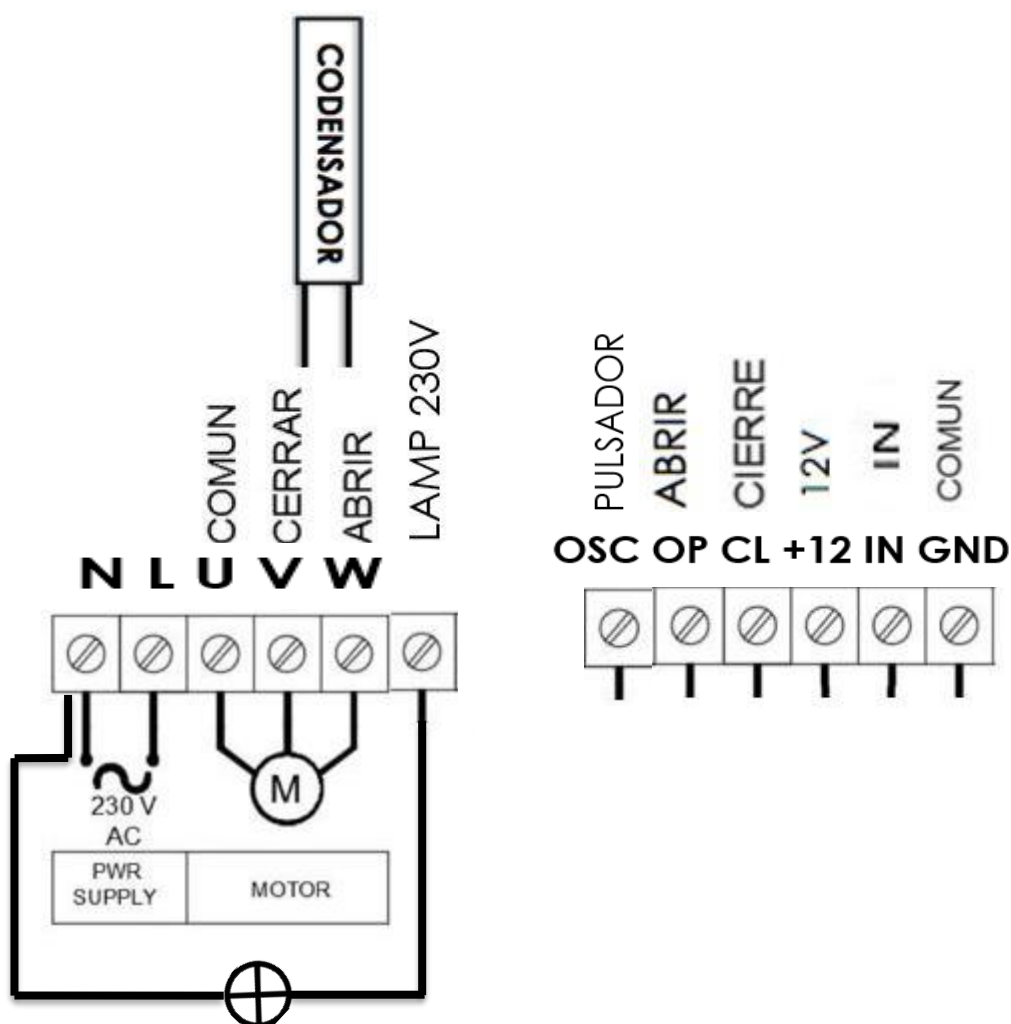 CODENSADOR
COMUN
CERRAR
ABRIR
LAMP 230V
N L U V W
230 V
AC
PWR
SUPPLY
MOTOR
M
PULSADOR
ABRIR
CIERRE
12V
IN
COMUN
OSC OP CL +12 IN GND